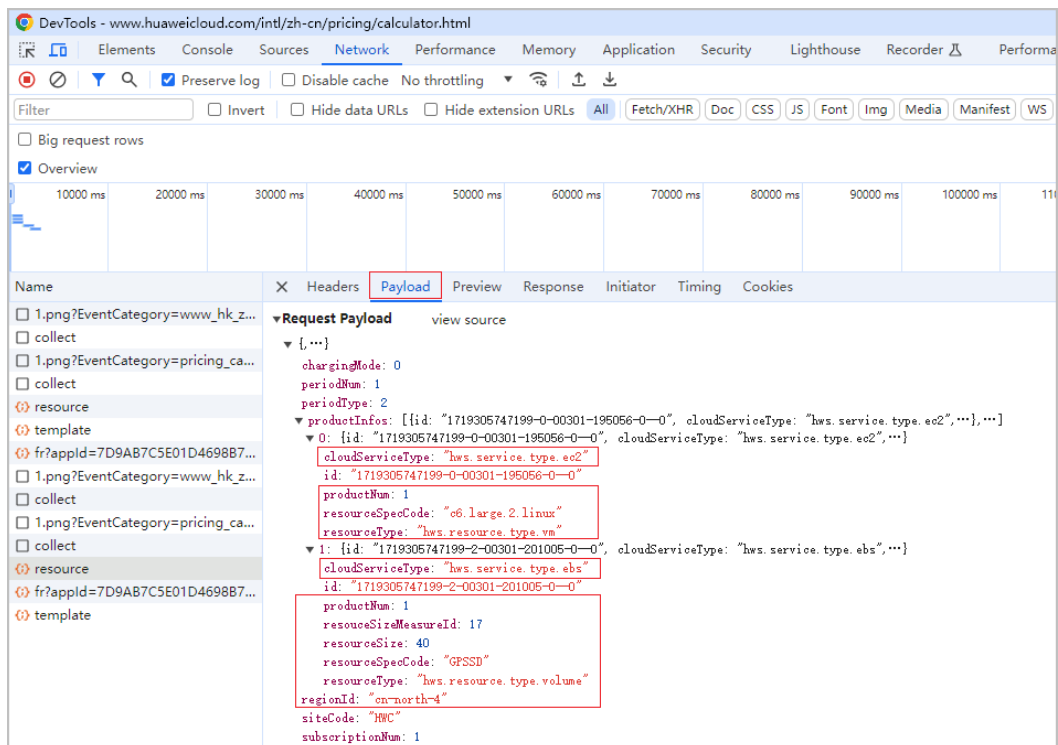 DevTools - www.huaweicloud.com/intl/zh-cn/pricing/calculator.html
Elements Console Sources Network Performance Memory Application Security Lighthouse Recorder Performa
Preserve log Disable cache No throttling
Filter Invert Hide data URLs Hide extension URLs All Fetch/XHR Doc CSS JS Font Img Media Manifest WS
Big request rows
Overview
10000 ms 20000 ms 30000 ms 40000 ms 50000 ms 60000 ms 70000 ms 80000 ms 90000 ms 100000 ms 110
Name
1.png?EventCategory=www_hk_z...
collect
1.png?EventCategory=pricing_ca...
collect
resource
template
fr?appId=7D9AB7C5E01D4698B7...
1.png?EventCategory=www_hk_z...
collect
1.png?EventCategory=pricing_ca...
collect
resource
fr?appId=7D9AB7C5E01D4698B7...
template
Headers Payload Preview Response Initiator Timing Cookies
▼Request Payload view source
▼ {,…}
chargingMode: 0
periodNum: 1
periodType: 2
▼ productInfos: [{id: "1719305747199-0-00301-195056-0--0", cloudServiceType: "hws.service.type.ec2",…},…]
▼ 0: {id: "1719305747199-0-00301-195056-0--0", cloudServiceType: "hws.service.type.ec2",…}
cloudServiceType: "hws.service.type.ec2"
id: "1719305747199-0-00301-195056-0--0"
productNum: 1
resourceSpecCode: "c6.large.2.linux"
resourceType: "hws.resource.type.vm"
▼ 1: {id: "1719305747199-2-00301-201005-0--0", cloudServiceType: "hws.service.type.ebs",…}
cloudServiceType: "hws.service.type.ebs"
id: "1719305747199-2-00301-201005-0--0"
productNum: 1
resouceSizeMeasureId: 17
resourceSize: 40
resourceSpecCode: "GPSSD"
resourceType: "hws.resource.type.volume"
regionId: "cn-north-4"
siteCode: "HWC"
subscriptionNum: 1